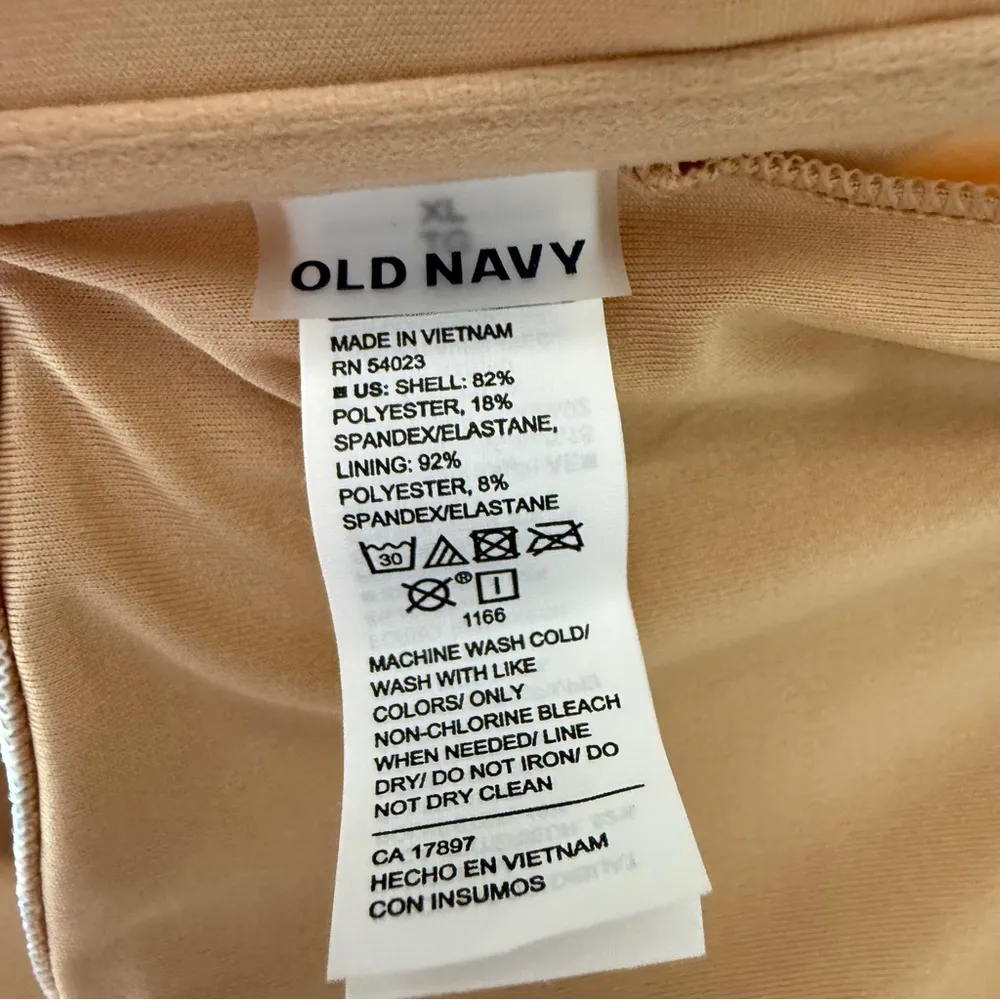 XL
TG
OLD NAVY
MADE IN VIETNAM
RN 54023
US: SHELL: 82%
POLYESTER, 18%
SPANDEX/ELASTANE,
LINING: 92%
POLYESTER, 8%
SPANDEX/ELASTANE
30
® I
1166
MACHINE WASH COLD/
WASH WITH LIKE
COLORS/ ONLY
NON-CHLORINE BLEACH
WHEN NEEDED/ LINE
DRY/ DO NOT IRON/ DO
NOT DRY CLEAN
CA 17897
HECHO EN VIETNAM
CON INSUMOS